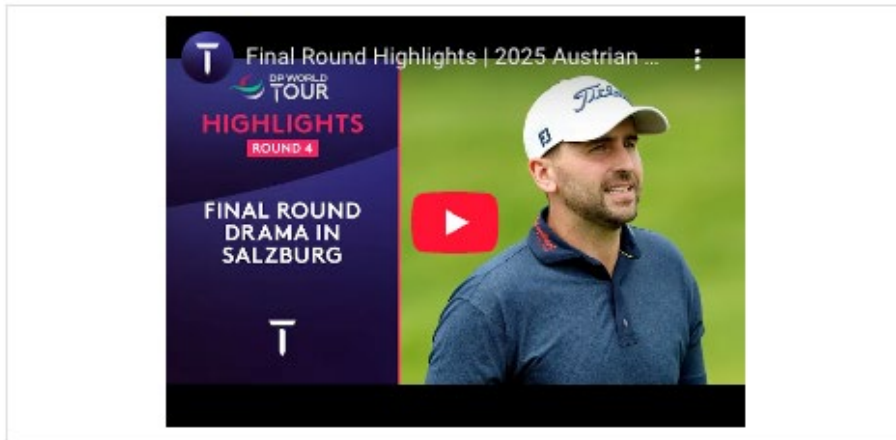 Final Round Highlights | 2025 Austrian ...
DP WORLD
TOUR
HIGHLIGHTS
ROUND 4
FINAL ROUND
DRAMA IN
SALZBURG
Titleist
FJ